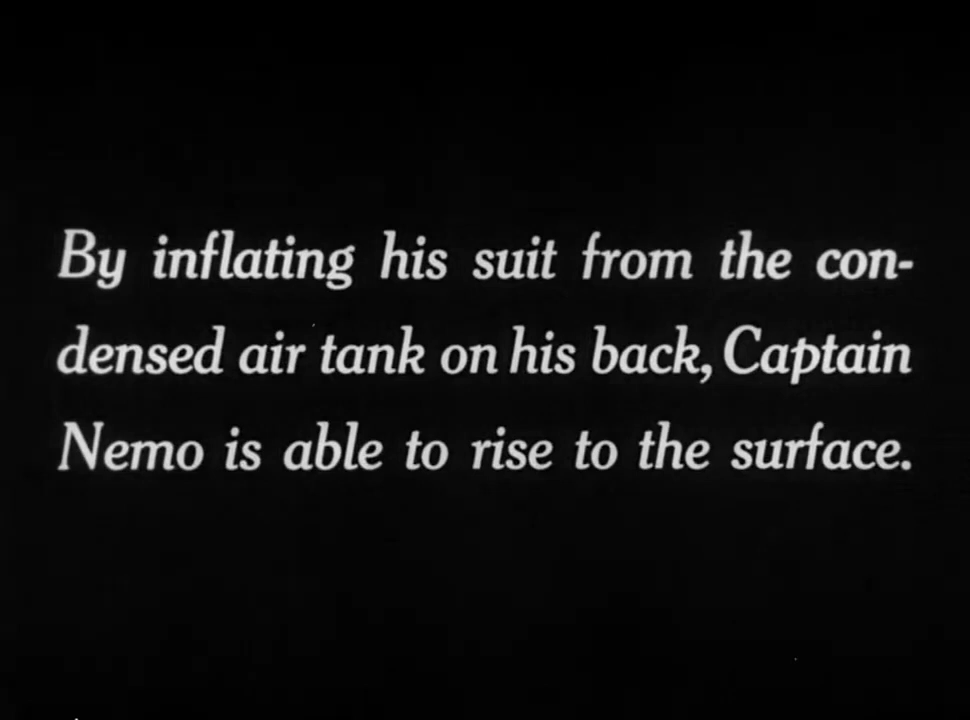 By inflating his suit from the con-
densed air tank on his back, Captain
Nemo is able to rise to the surface.